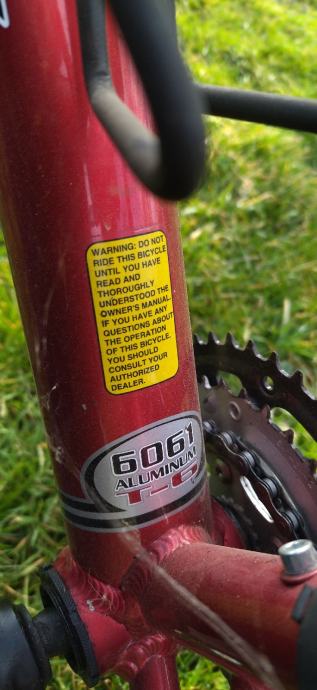 WARNING: DO NOT
RIDE THIS BICYCLE
UNTIL YOU HAVE
READ AND
THOROUGHLY
UNDERSTOOD THE
OWNER'S MANUAL.
IF YOU HAVE ANY
QUESTIONS ABOUT
THE OPERATION
OF THIS BICYCLE,
YOU SHOULD
CONSULT YOUR
AUTHORIZED
DEALER.
6061
ALUMINUM
T-6